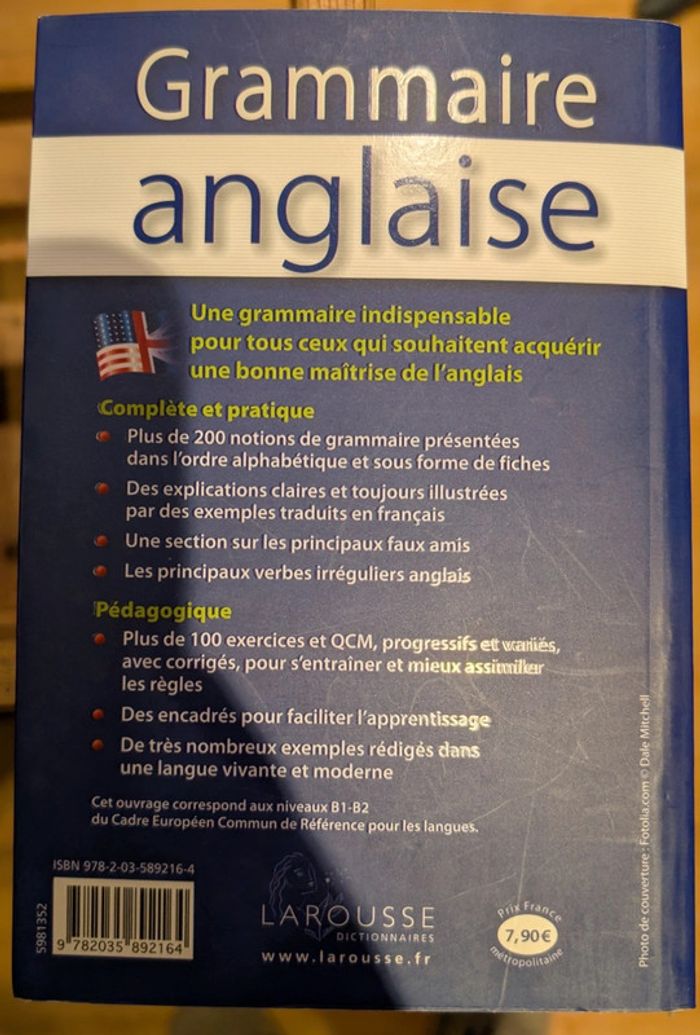 Grammaire
anglaise
Une grammaire indispensable
pour tous ceux qui souhaitent acquérir
une bonne maîtrise de l'anglais
Complète et pratique
Plus de 200 notions de grammaire présentées
dans l'ordre alphabétique et sous forme de fiches
Des explications claires et toujours illustrées
par des exemples traduits en français
Une section sur les principaux faux amis
Les principaux verbes irréguliers anglais
Pédagogique
Plus de 100 exercices et QCM, progressifs et variés,
avec corrigés, pour s'entraîner et mieux assimiler
les règles
Des encadrés pour faciliter l'apprentissage
De très nombreux exemples rédigés dans
une langue vivante et moderne
Cet ouvrage correspond aux niveaux B1-B2
du Cadre Européen Commun de Référence pour les langues.
ISBN 978-2-03-589216-4
5981352
9 782035 892164
LAROUSSE
DICTIONNAIRES
www.larousse.fr
Prix France
7,90€
métropolitaine
Photo de couverture : Fotolia.com © Dale Mitchell